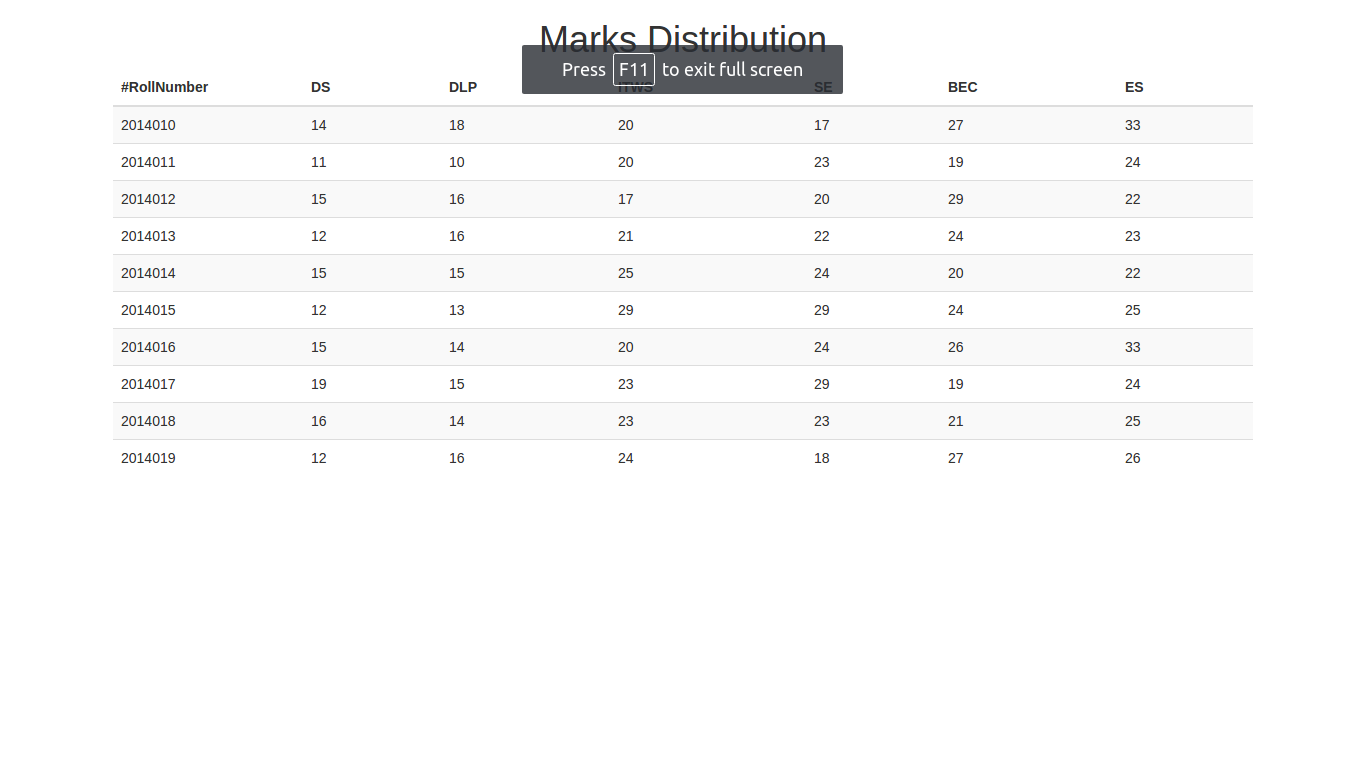 Marks Distribution
Press F11 to exit full screen
#RollNumber DS DLP ITWS SE BEC ES
2014010 14 18 20 17 27 33
2014011 11 10 20 23 19 24
2014012 15 16 17 20 29 22
2014013 12 16 21 22 24 23
2014014 15 15 25 24 20 22
2014015 12 13 29 29 24 25
2014016 15 14 20 24 26 33
2014017 19 15 23 29 19 24
2014018 16 14 23 23 21 25
2014019 12 16 24 18 27 26